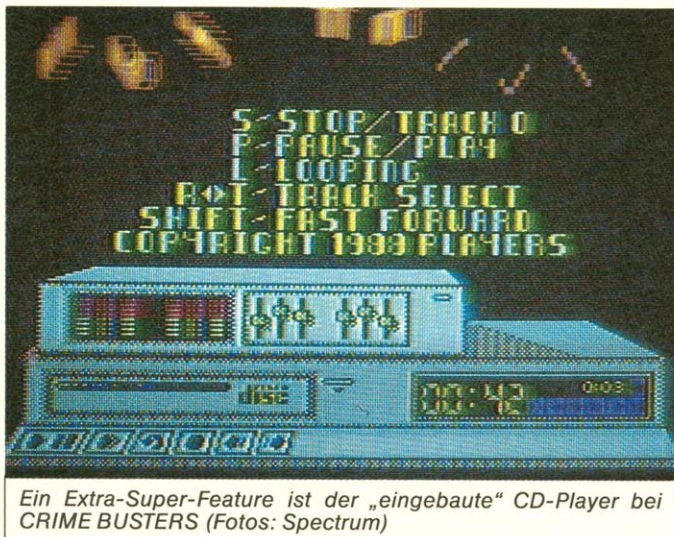 S-STOP/TRACK 0
P-PAUSE/PLAY
L-LOOPING
R◇T-TRACK SELECT
SHIFT-FAST FORWARD
COPYRIGHT 1988 PLAYERS
disc
00:42
0:03
Ein Extra-Super-Feature ist der „eingebaute“ CD-Player bei
CRIME BUSTERS (Fotos: Spectrum)